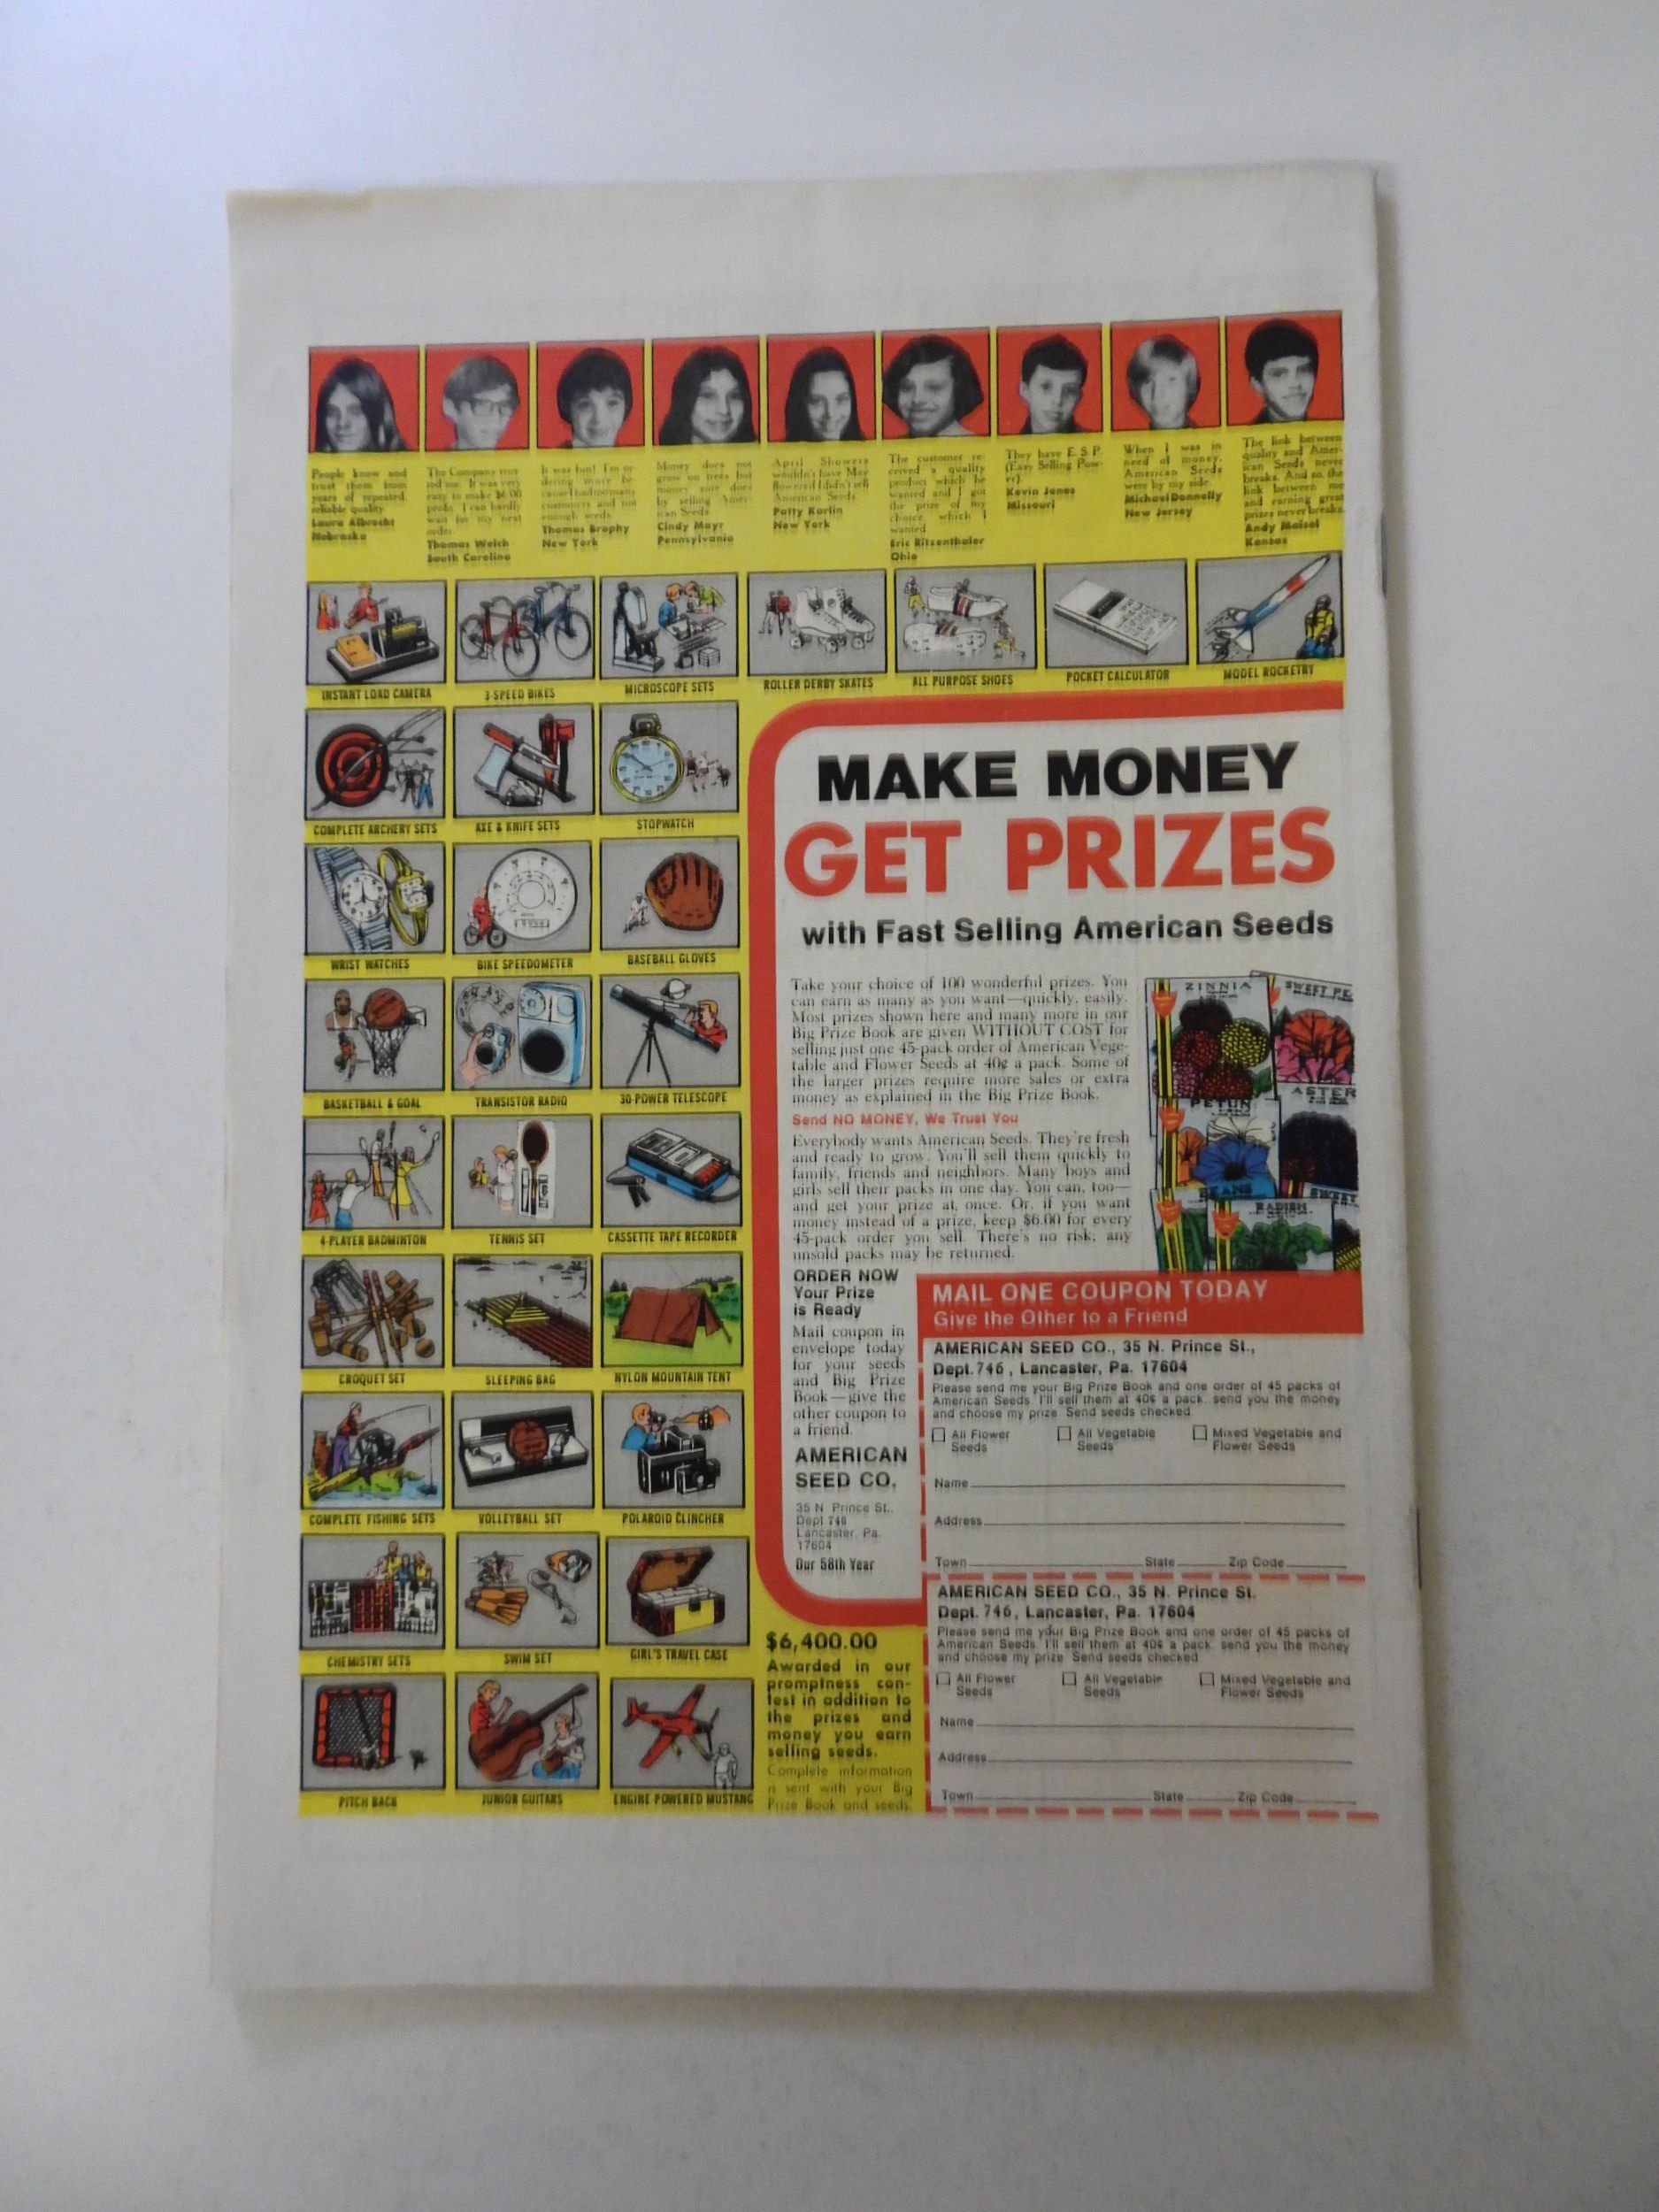 People know and
trust them from
years of repeated,
reliable quality.
Laura Albrecht
Nebraska
The Company trus-
ted me. It was very
easy to make $6.00
profit. I can hardly
wait for my next
order.
Thomas Welch
South Carolina
It was fun! I'm or-
dering more be-
cause I had too many
customers and not
enough seeds.
Thomas Brophy
New York
Money does not
grow on trees but
money sure does
by selling Amer-
ican Seeds.
Cindy Mayr
Pennsylvania
April Showers
wouldn't have May
flowered if I didn't sell
American Seeds.
Patty Karlin
New York
The customer re-
ceived a quality
product which he
wanted and I got
the prize of my
choice, which I
wanted.
Eric Ritzenthaler
Ohio
They have E.S.P.
(Easy Selling Pow-
er)
Kevin Jones
Missouri
When I was in
need of money,
American Seeds
were by my side.
Michael Donnelly
New Jersey
The link between
quality and Amer-
ican Seeds never
breaks. And so, the
link between me
and earning great
prizes never breaks.
Andy Meisel
Kansas
INSTANT LOAD CAMERA
3-SPEED BIKES
MICROSCOPE SETS
ROLLER DERBY SKATES
ALL PURPOSE SHOES
POCKET CALCULATOR
MODEL ROCKETRY
COMPLETE ARCHERY SETS
AXE & KNIFE SETS
STOPWATCH
WRIST WATCHES
BIKE SPEEDOMETER
BASEBALL GLOVES
BASKETBALL & GOAL
TRANSISTOR RADIO
30-POWER TELESCOPE
4-PLAYER BADMINTON
TENNIS SET
CASSETTE TAPE RECORDER
CROQUET SET
SLEEPING BAG
NYLON MOUNTAIN TENT
COMPLETE FISHING SETS
VOLLEYBALL SET
POLAROID CLINCHER
CHEMISTRY SETS
SWIM SET
GIRL'S TRAVEL CASE
PITCH BACK
JUNIOR GUITARS
ENGINE POWERED MUSTANG
MAKE MONEY
GET PRIZES
with Fast Selling American Seeds
Take your choice of 100 wonderful prizes. You
can earn as many as you want—quickly, easily.
Most prizes shown here and many more in our
Big Prize Book are given WITHOUT COST for
selling just one 45-pack order of American Vege-
table and Flower Seeds at 40¢ a pack. Some of
the larger prizes require more sales or extra
money as explained in the Big Prize Book.
Send NO MONEY, We Trust You
Everybody wants American Seeds. They're fresh
and ready to grow. You'll sell them quickly to
family, friends and neighbors. Many boys and
girls sell their packs in one day. You can, too—
and get your prize at once. Or, if you want
money instead of a prize, keep $6.00 for every
45-pack order you sell. There's no risk; any
unsold packs may be returned.
ZINNIA
SWEET PE
ASTER
PETUN
BEANS
RADISH
SWEET
ORDER NOW
Your Prize
is Ready
Mail coupon in
envelope today
for your seeds
and Big Prize
Book—give the
other coupon to
a friend.
AMERICAN
SEED CO.
35 N. Prince St.,
Dept 746
Lancaster, Pa.
17604
Our 58th Year
MAIL ONE COUPON TODAY
Give the Other to a Friend
AMERICAN SEED CO., 35 N. Prince St.,
Dept. 746, Lancaster, Pa. 17604
Please send me your Big Prize Book and one order of 45 packs of
American Seeds. I'll sell them at 40¢ a pack, send you the money
and choose my prize. Send seeds checked.
All Flower
Seeds
All Vegetable
Seeds
Mixed Vegetable and
Flower Seeds
Name
Address
Town State Zip Code
AMERICAN SEED CO., 35 N. Prince St.
Dept. 746, Lancaster, Pa. 17604
Please send me your Big Prize Book and one order of 45 packs of
American Seeds. I'll sell them at 40¢ a pack, send you the money
and choose my prize. Send seeds checked.
All Flower
Seeds
All Vegetable
Seeds
Mixed Vegetable and
Flower Seeds
Name
Address
Town State Zip Code
$6,400.00
Awarded in our
promptness con-
test in addition to
the prizes and
money you earn
selling seeds.
Complete information
is sent with your Big
Prize Book and seeds.